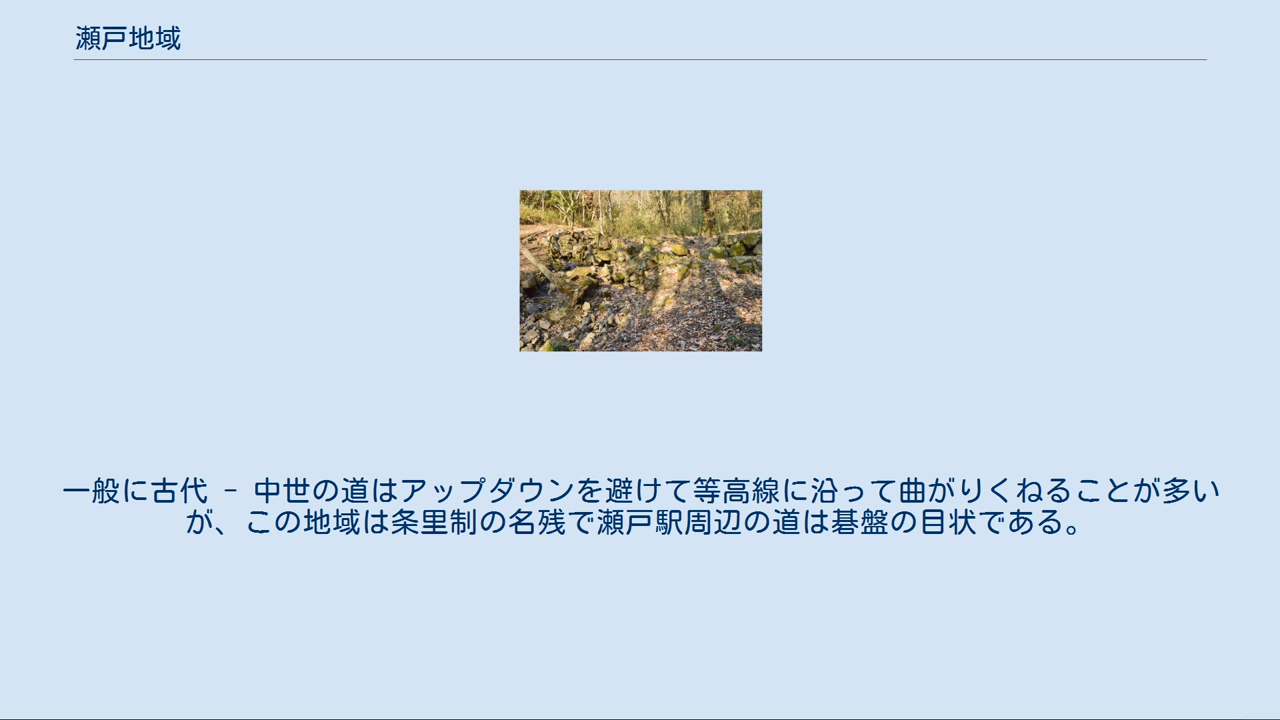 瀬戸地域
一般に古代 - 中世の道はアップダウンを避けて等高線に沿って曲がりくねることが多い
が、この地域は条里制の名残で瀬戸駅周辺の道は碁盤の目状である。